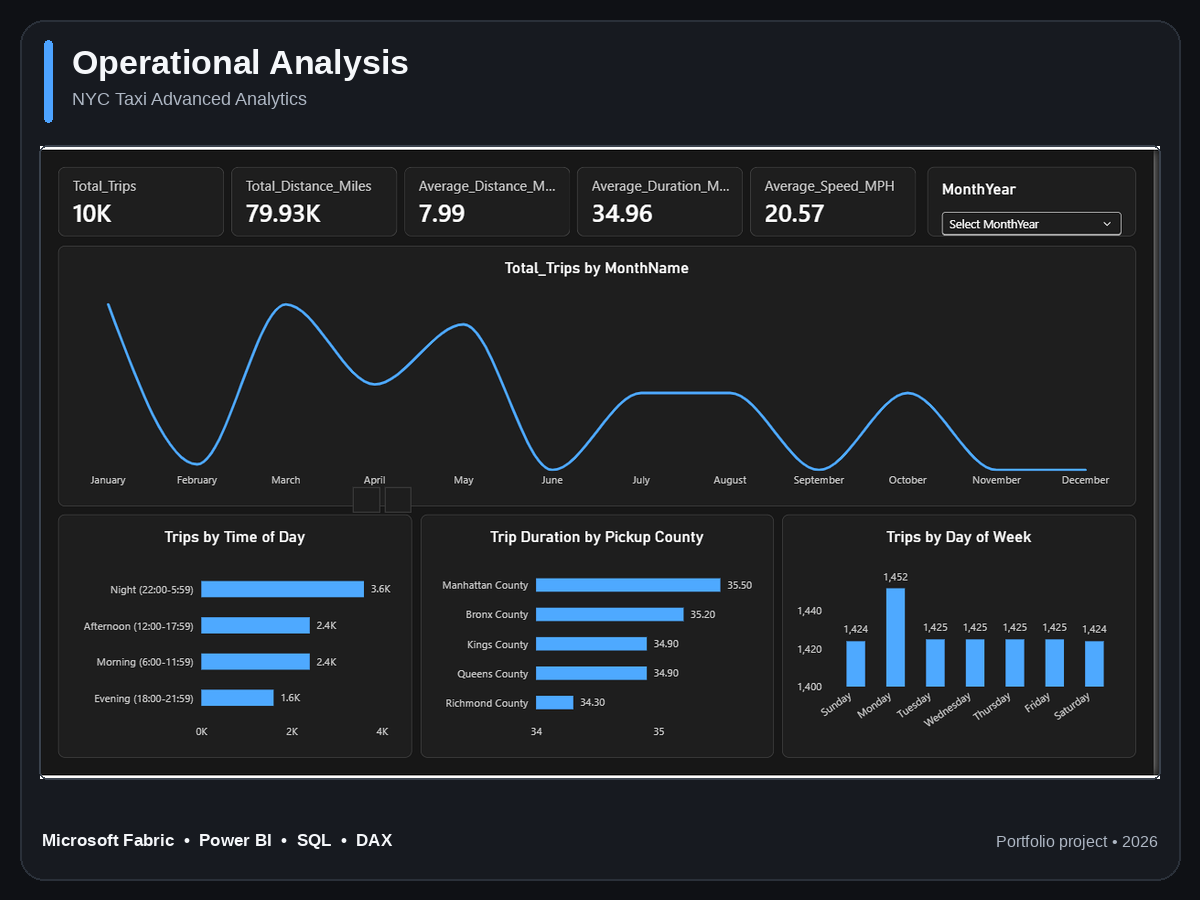 Operational Analysis
NYC Taxi Advanced Analytics
Total_Trips
10K
Total_Distance_Miles
79.93K
Average_Distance_M...
7.99
Average_Duration_M...
34.96
Average_Speed_MPH
20.57
MonthYear
Select MonthYear
Total_Trips by MonthName
January February March April May June July August September October November December
Trips by Time of Day
Night (22:00-5:59) 3.6K
Afternoon (12:00-17:59) 2.4K
Morning (6:00-11:59) 2.4K
Evening (18:00-21:59) 1.6K
0K 2K 4K
Trip Duration by Pickup County
Manhattan County 35.50
Bronx County 35.20
Kings County 34.90
Queens County 34.90
Richmond County 34.30
34 35
Trips by Day of Week
1,452
1,440
1,424 1,425 1,425 1,425 1,425 1,424
1,420
1,400
Sunday Monday Tuesday Wednesday Thursday Friday Saturday
Microsoft Fabric • Power BI • SQL • DAX
Portfolio project • 2026